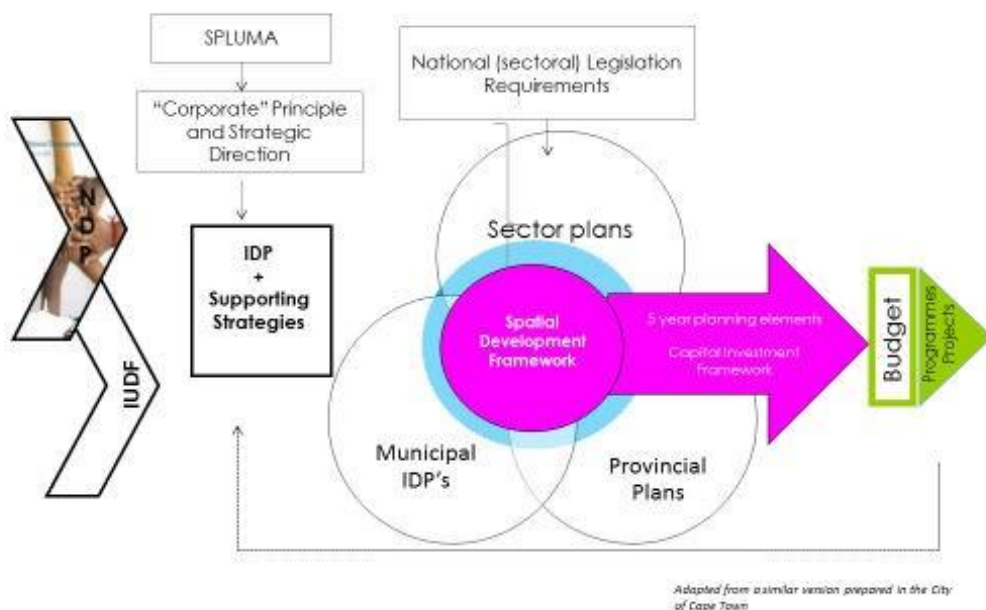 SPLUMA
"Corporate" Principle
and Strategic
Direction
National (sectoral) Legislation
Requirements
NDP
IUDF
IDP
+
Supporting
Strategies
Sector plans
Spatial
Development
Framework
5 year planning elements
Capital Investment
Framework
Municipal
IDP's
Provincial
Plans
Budget
Programmes
Projects
Adapted from a similar version prepared in the City
of Cape Town